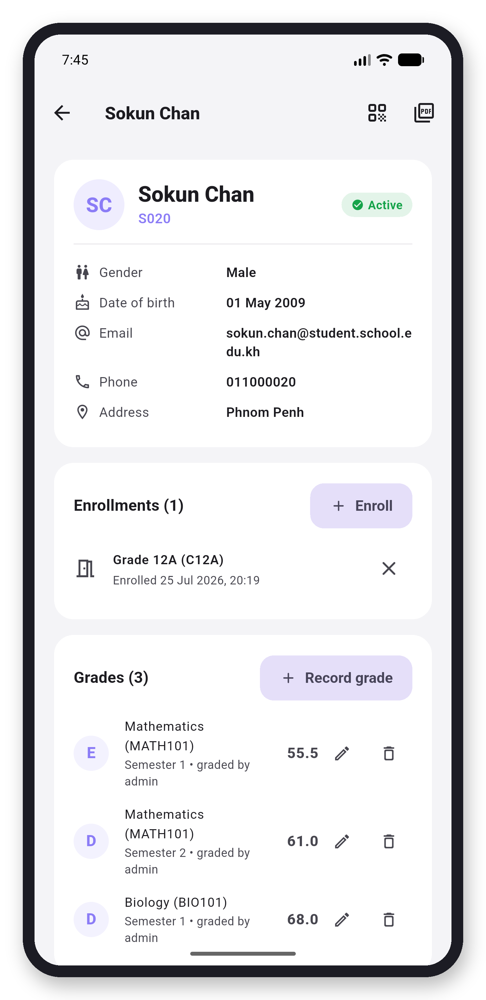 7:45
Sokun Chan
PDF
SC
Sokun Chan
S020
Active
Gender
Male
Date of birth
01 May 2009
Email
sokun.chan@student.school.e
du.kh
Phone
011000020
Address
Phnom Penh
Enrollments (1)
Enroll
Grade 12A (C12A)
Enrolled 25 Jul 2026, 20:19
Grades (3)
Record grade
E
Mathematics
(MATH101)
Semester 1 • graded by
admin
55.5
D
Mathematics
(MATH101)
Semester 2 • graded by
admin
61.0
D
Biology (BIO101)
Semester 1 • graded by
admin
68.0